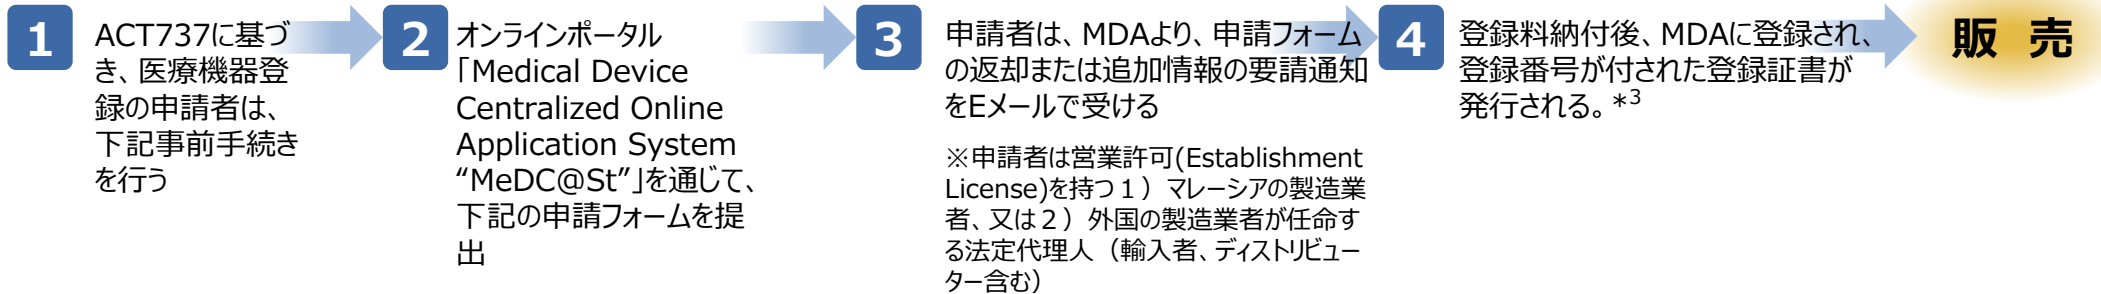 1
ACT737に基づ
き、医療機器登
録の申請者は、
下記事前手続き
を行う
2
オンラインポータル
「Medical Device
Centralized Online
Application System
“MeDC@St”」を通じて、
下記の申請フォームを提
出
3
申請者は、MDAより、申請フォーム
の返却または追加情報の要請通知
をEメールで受ける
※申請者は営業許可(Establishment
License)を持つ１）マレーシアの製造業
者、又は２）外国の製造業者が任命す
る法定代理人（輸入者、ディストリビュー
ター含む）
4
登録料納付後、MDAに登録され、
登録番号が付された登録証書が
発行される。*3
販 売